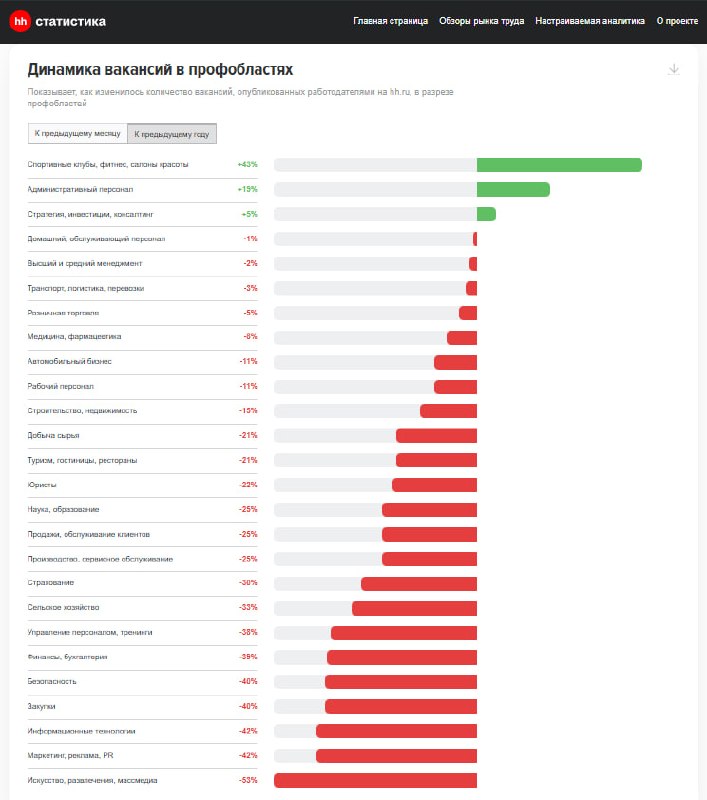 hh статистика
Главная страница Обзоры рынка труда Настраиваемая аналитика О проекте
Динамика вакансий в профобластях
Показывает, как изменилось количество вакансий, опубликованных работодателями на hh.ru, в разрезе
профобластей
К предыдущему месяцу К предыдущему году
Спортивные клубы, фитнес, салоны красоты +43%
Административный персонал +19%
Стратегия, инвестиции, консалтинг +5%
Домашний, обслуживающий персонал -1%
Высший и средний менеджмент -2%
Транспорт, логистика, перевозки -3%
Розничная торговля -5%
Медицина, фармацевтика -8%
Автомобильный бизнес -11%
Рабочий персонал -11%
Строительство, недвижимость -15%
Добыча сырья -21%
Туризм, гостиницы, рестораны -21%
Юристы -22%
Наука, образование -25%
Продажи, обслуживание клиентов -25%
Производство, сервисное обслуживание -25%
Страхование -30%
Сельское хозяйство -33%
Управление персоналом, тренинги -38%
Финансы, бухгалтерия -39%
Безопасность -40%
Закупки -40%
Информационные технологии -42%
Маркетинг, реклама, PR -42%
Искусство, развлечения, массмедиа -53%